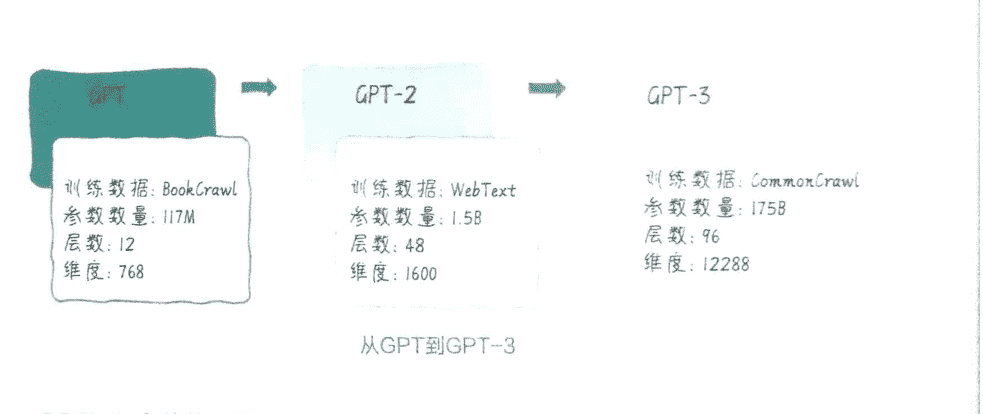 GPT
GPT-2
GPT-3
训练数据: BookCrawl
参数数量: 117M
层数: 12
维度: 768
训练数据: WebText
参数数量: 1.5B
层数: 48
维度: 1600
训练数据: CommonCrawl
参数数量: 175B
层数: 96
维度: 12288
从GPT到GPT-3